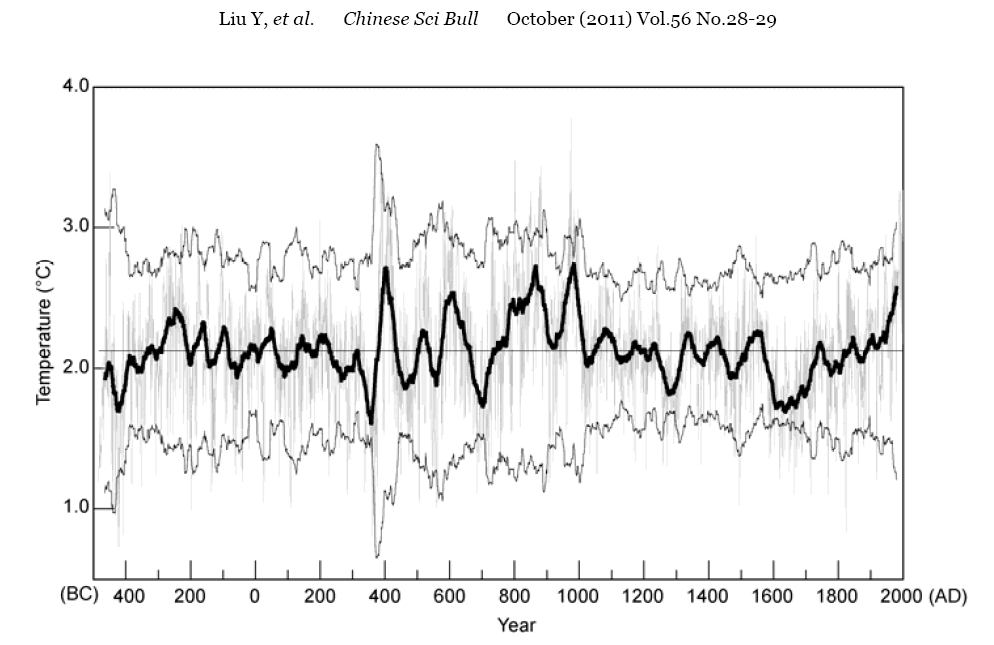 Liu Y, et al. Chinese Sci Bull October (2011) Vol.56 No.28-29
4.0
3.0
2.0
1.0
Temperature (°C)
(BC) 400 200 0 200 400 600 800 1000 1200 1400 1600 1800 2000 (AD)
Year